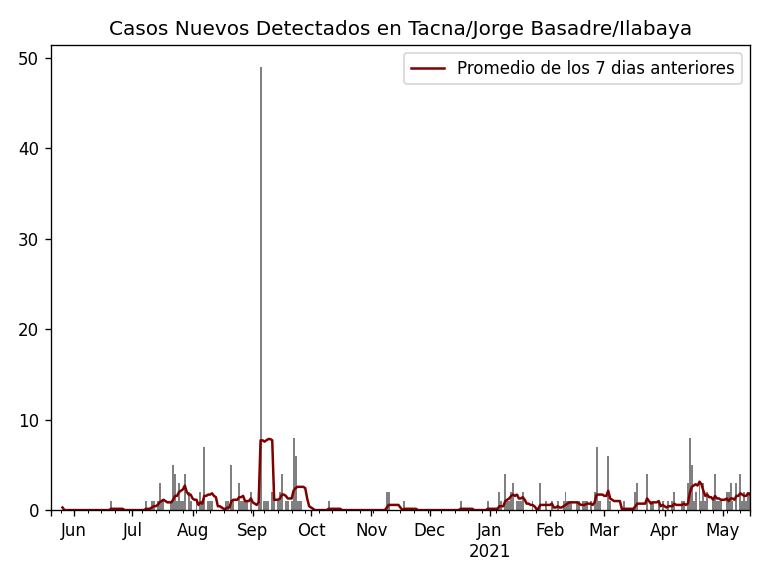 Casos Nuevos Detectados en Tacna/Jorge Basadre/Ilabaya
Promedio de los 7 dias anteriores
50
40
30
20
10
0
Jun Jul Aug Sep Oct Nov Dec Jan Feb Mar Apr May
2021